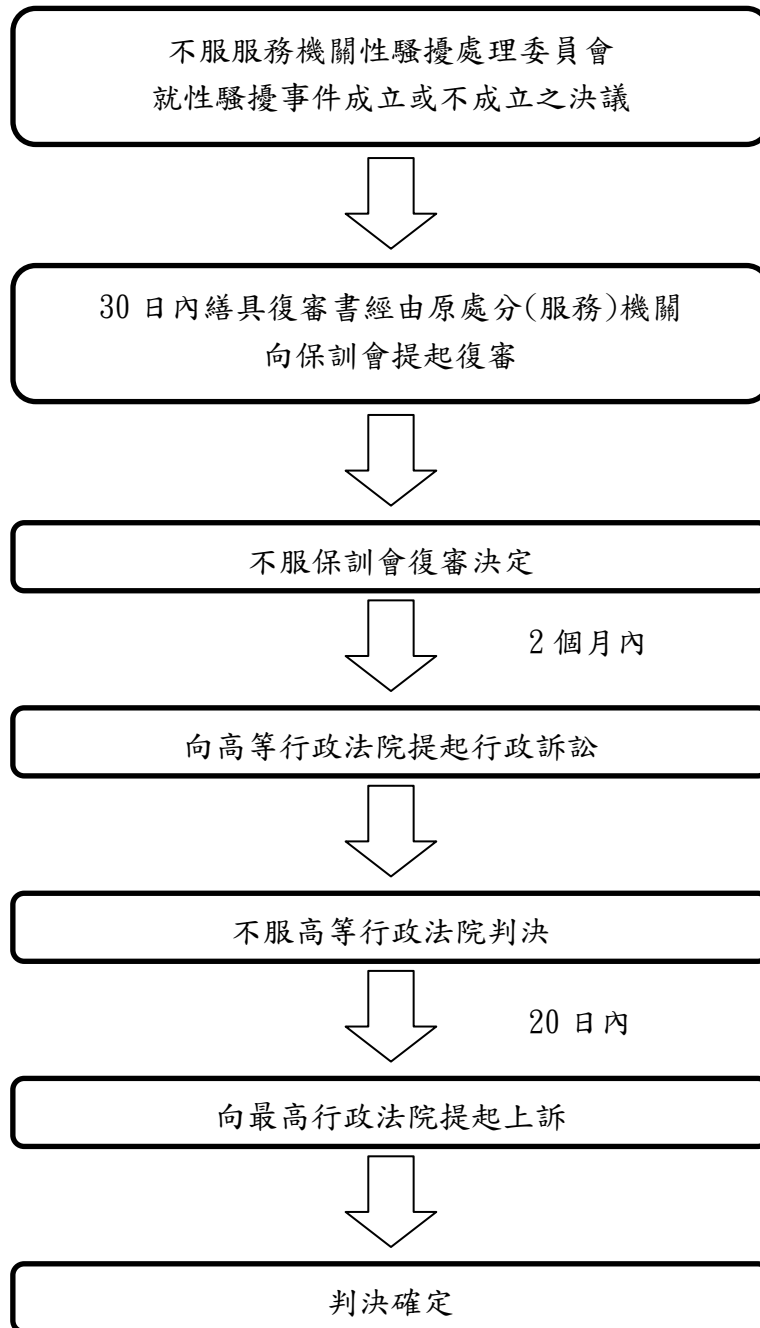 不服服務機關性騷擾處理委員會
就性騷擾事件成立或不成立之決議
30 日內繕具復審書經由原處分(服務)機關
向保訓會提起復審
不服保訓會復審決定
2 個月內
向高等行政法院提起行政訴訟
不服高等行政法院判決
20 日內
向最高行政法院提起上訴
判決確定